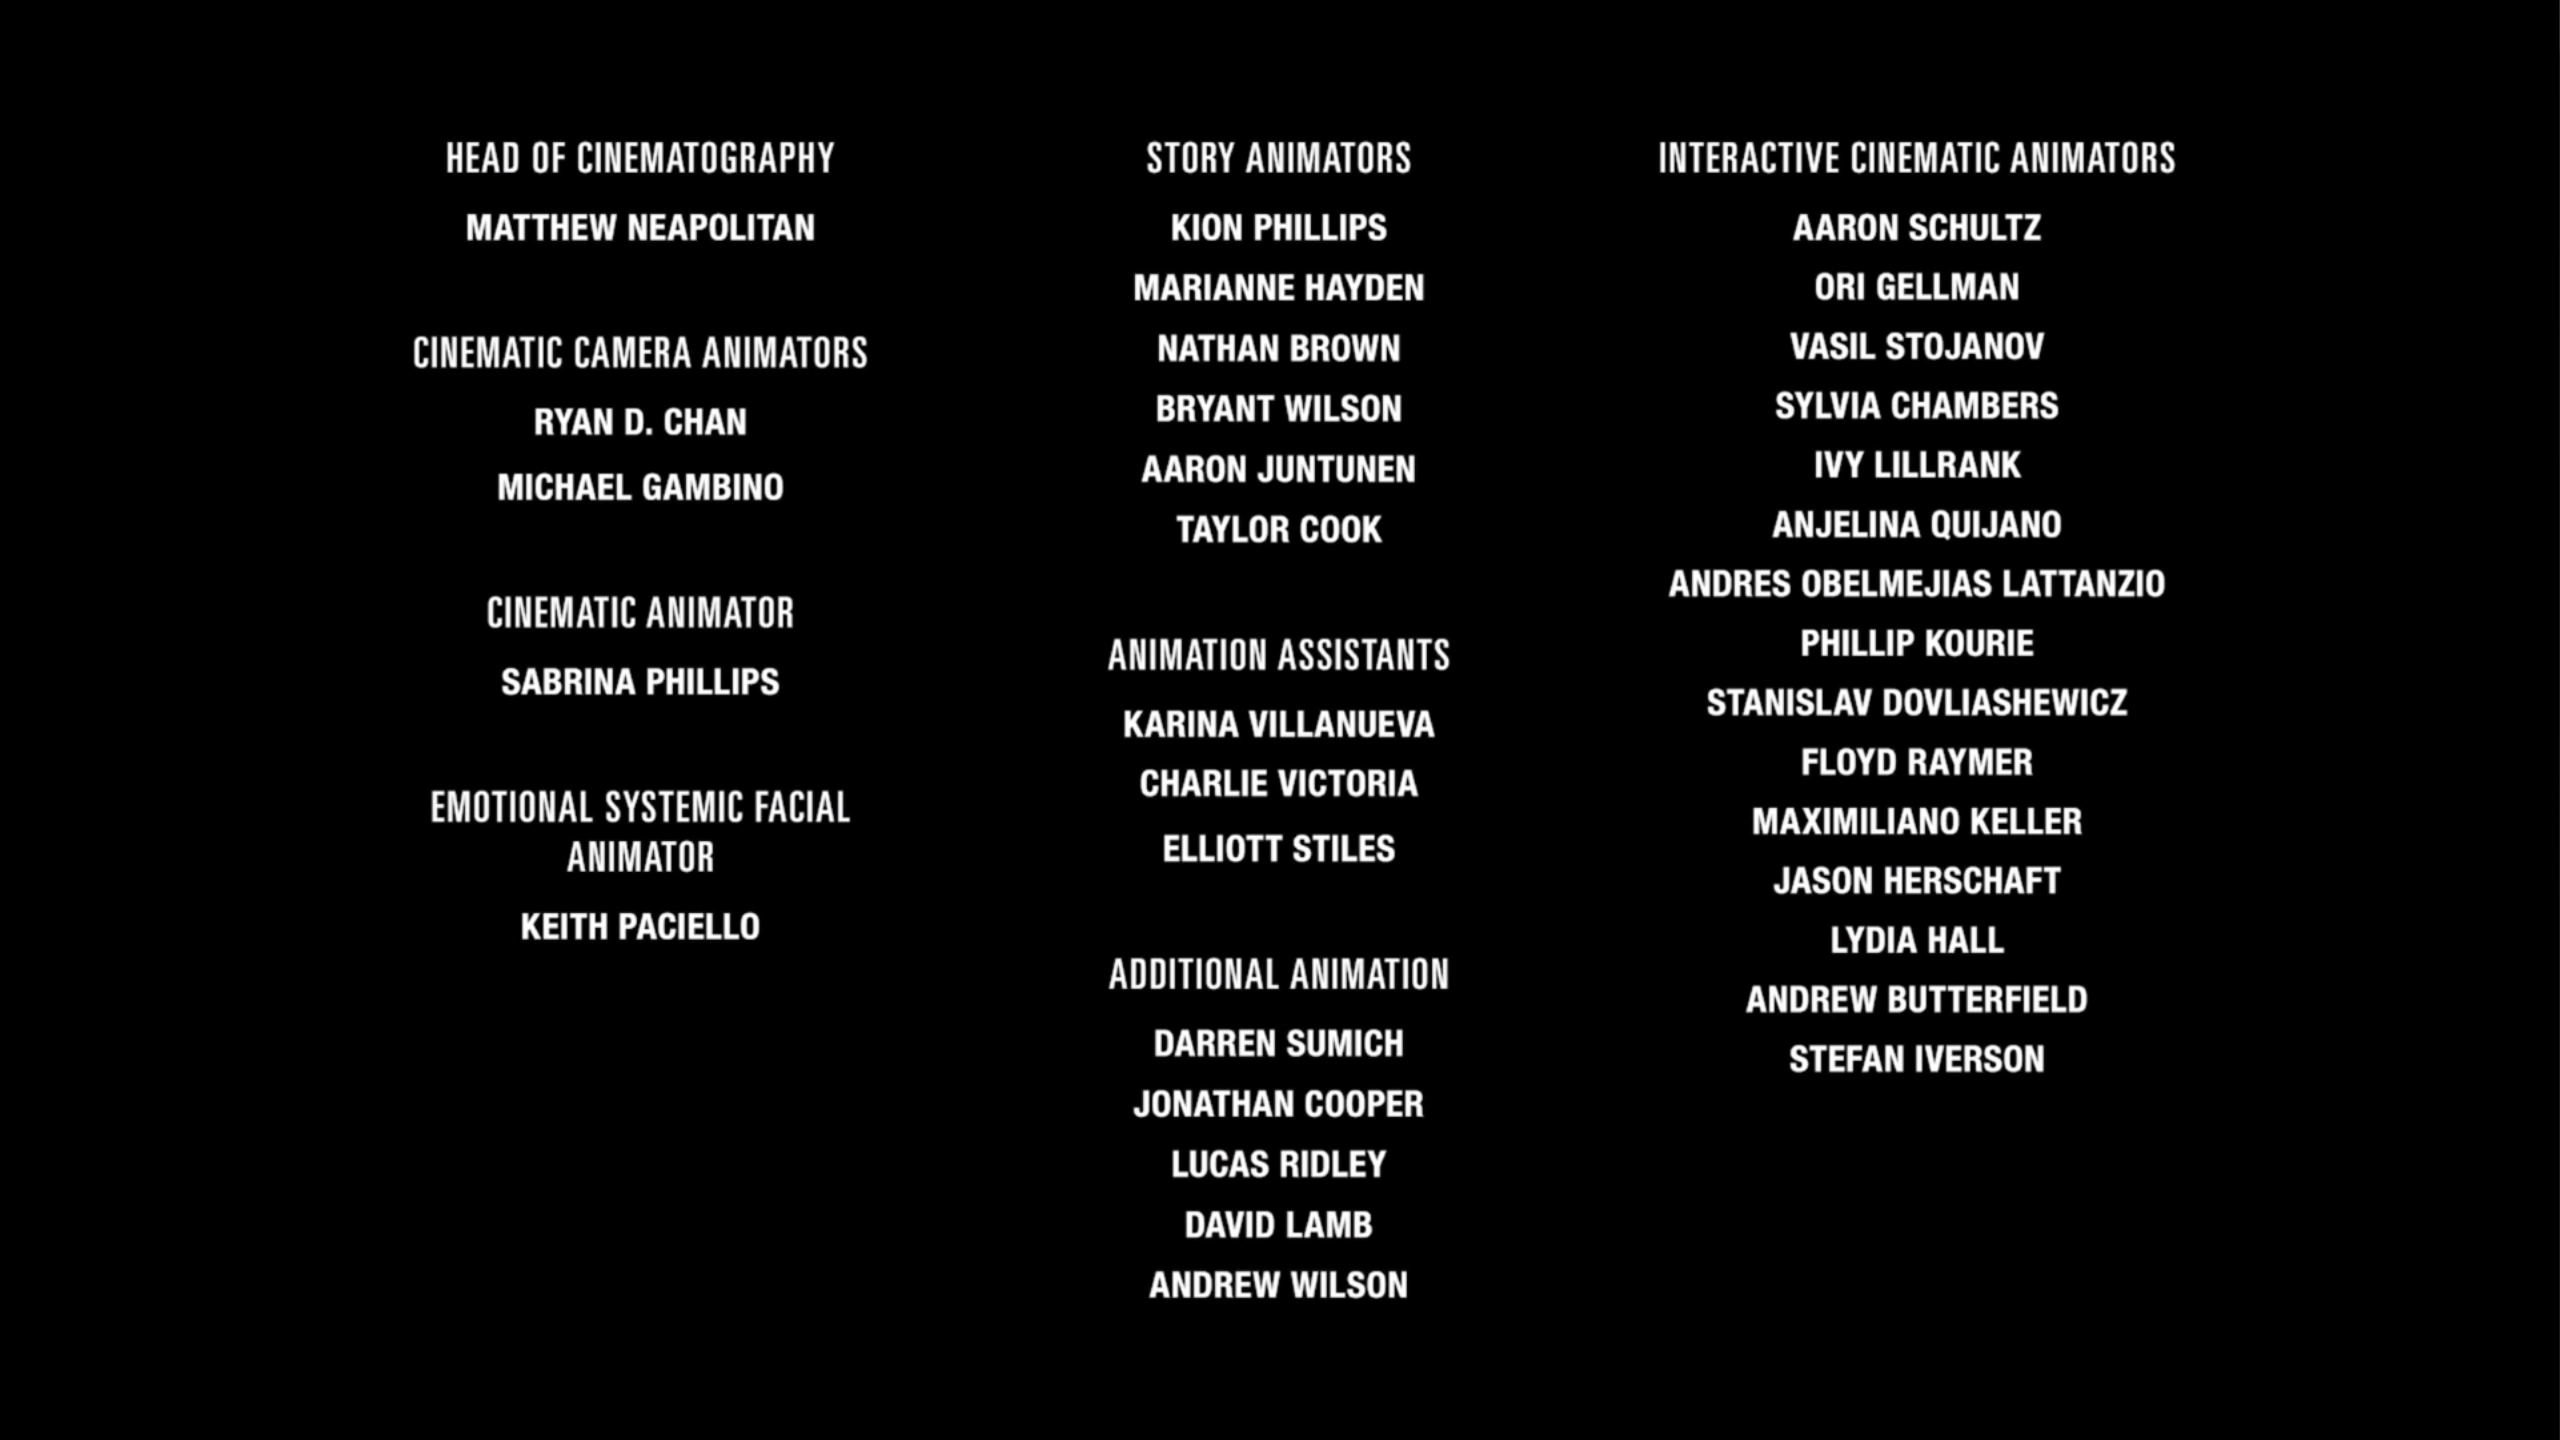 HEAD OF CINEMATOGRAPHY
MATTHEW NEAPOLITAN
CINEMATIC CAMERA ANIMATORS
RYAN D. CHAN
MICHAEL GAMBINO
CINEMATIC ANIMATOR
SABRINA PHILLIPS
EMOTIONAL SYSTEMIC FACIAL
ANIMATOR
KEITH PACIELLO
STORY ANIMATORS
KION PHILLIPS
MARIANNE HAYDEN
NATHAN BROWN
BRYANT WILSON
AARON JUNTUNEN
TAYLOR COOK
ANIMATION ASSISTANTS
KARINA VILLANUEVA
CHARLIE VICTORIA
ELLIOTT STILES
ADDITIONAL ANIMATION
DARREN SUMICH
JONATHAN COOPER
LUCAS RIDLEY
DAVID LAMB
ANDREW WILSON
INTERACTIVE CINEMATIC ANIMATORS
AARON SCHULTZ
ORI GELLMAN
VASIL STOJANOV
SYLVIA CHAMBERS
IVY LILLRANK
ANJELINA QUIJANO
ANDRES OBELMEJIAS LATTANZIO
PHILLIP KOURIE
STANISLAV DOVLIASHEWICZ
FLOYD RAYMER
MAXIMILIANO KELLER
JASON HERSCHAFT
LYDIA HALL
ANDREW BUTTERFIELD
STEFAN IVERSON